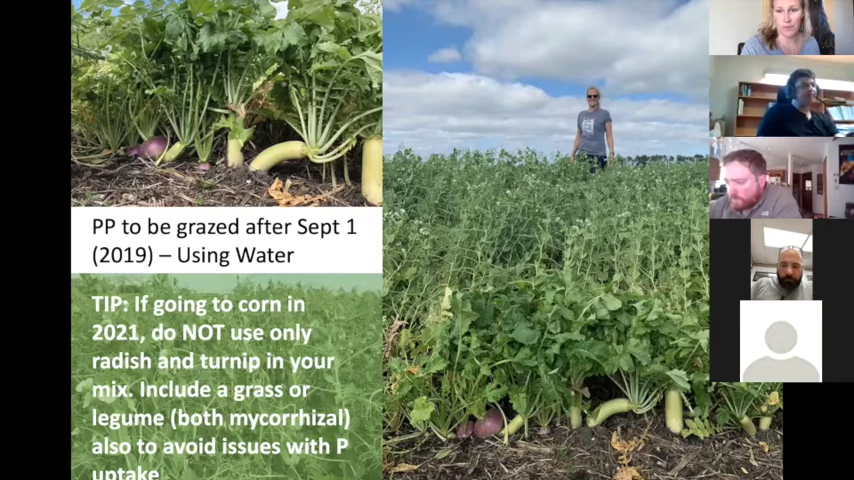 PP to be grazed after Sept 1
(2019) – Using Water
TIP: If going to corn in
2021, do NOT use only
radish and turnip in your
mix. Include a grass or
legume (both mycorrhizal)
also to avoid issues with P
uptake